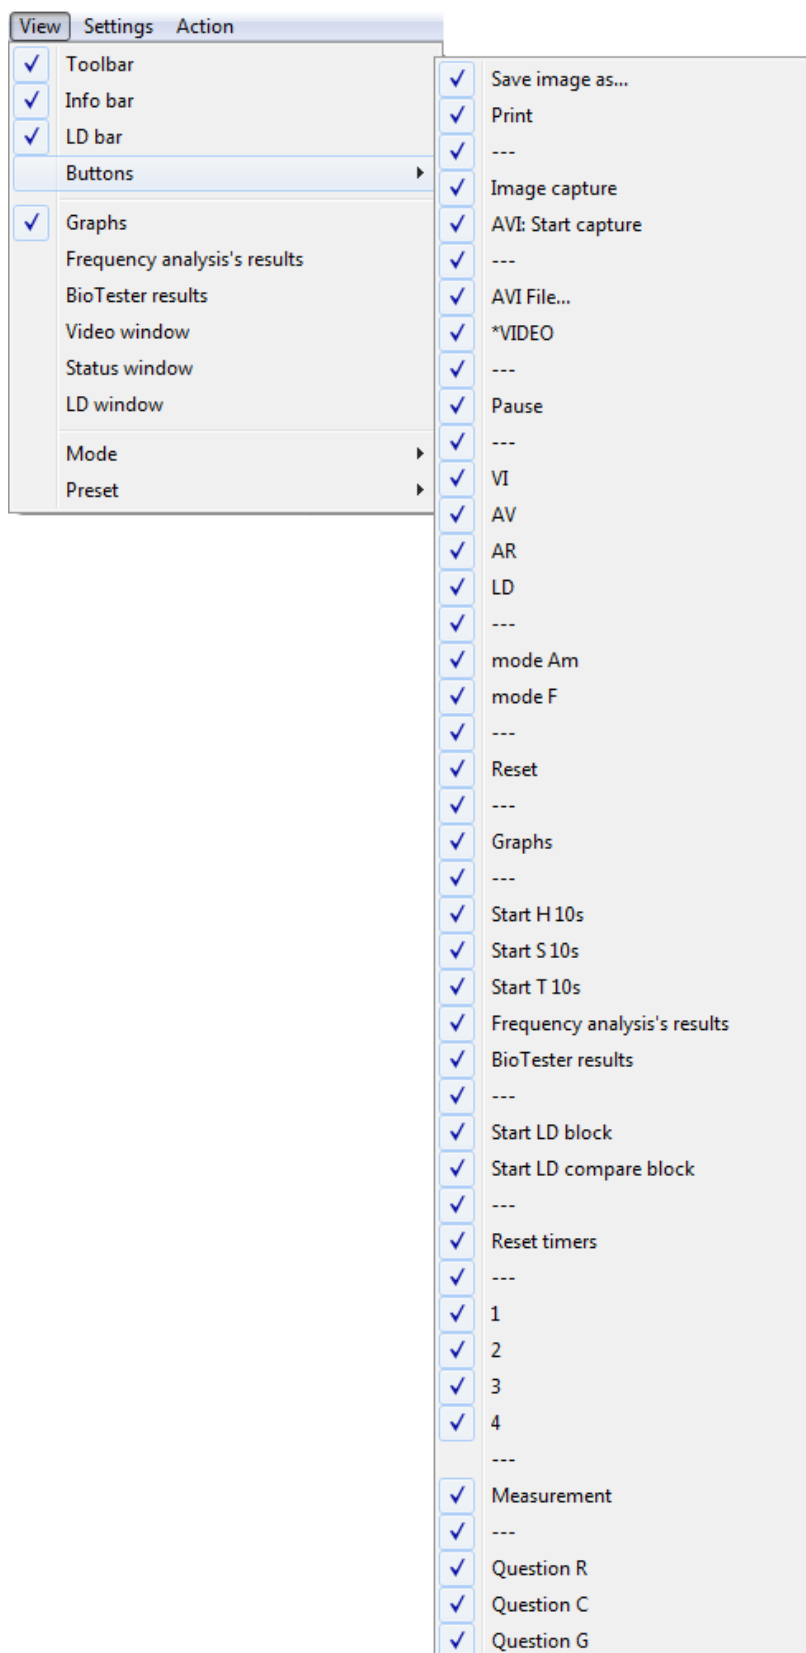 View Settings Action
Toolbar
Info bar
LD bar
Buttons
Graphs
Frequency analysis's results
BioTester results
Video window
Status window
LD window
Mode
Preset
Save image as...
Print
---
Image capture
AVI: Start capture
---
AVI File...
*VIDEO
---
Pause
---
VI
AV
AR
LD
---
mode Am
mode F
---
Reset
---
Graphs
---
Start H 10s
Start S 10s
Start T 10s
Frequency analysis's results
BioTester results
---
Start LD block
Start LD compare block
---
Reset timers
---
1
2
3
4
---
Measurement
---
Question R
Question C
Question G